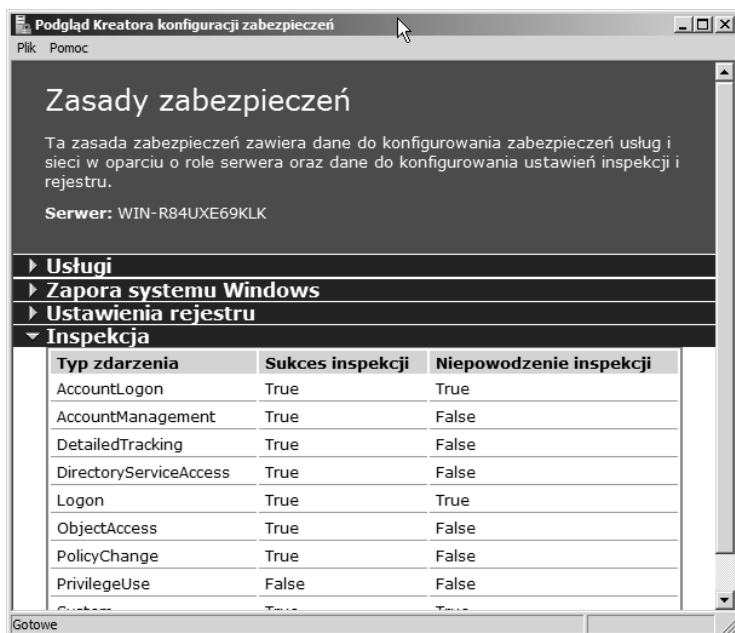 Podgląd Kreatora konfiguracji zabezpieczeń
Plik Pomoc
Zasady zabezpieczeń
Ta zasada zabezpieczeń zawiera dane do konfigurowania zabezpieczeń usług i
sieci w oparciu o role serwera oraz dane do konfigurowania ustawień inspekcji i
rejestru.
Serwer: WIN-R84UXE69KLK
Usługi
Zapora systemu Windows
Ustawienia rejestru
Inspekcja
Typ zdarzenia Sukces inspekcji Niepowodzenie inspekcji
AccountLogon True True
AccountManagement True False
DetailedTracking True False
DirectoryServiceAccess True False
Logon True True
ObjectAccess True False
PolicyChange True False
PrivilegeUse False False
System True True
Gotowe